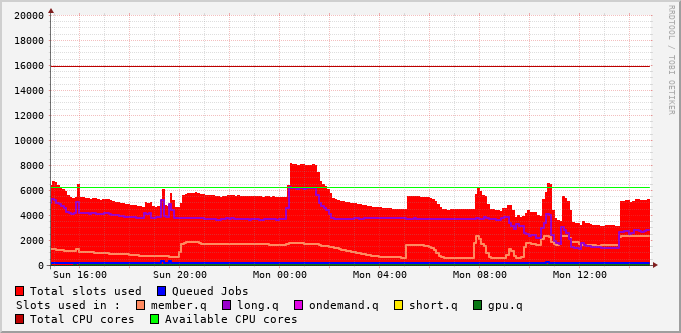 RRDTOOL / TOBI OETIKER
20000
18000
16000
14000
12000
10000
8000
6000
4000
2000
0
Sun 16:00 Sun 20:00 Mon 00:00 Mon 04:00 Mon 08:00 Mon 12:00
Total slots used Queued Jobs
Slots used in : member.q long.q ondemand.q short.q gpu.q
Total CPU cores Available CPU cores